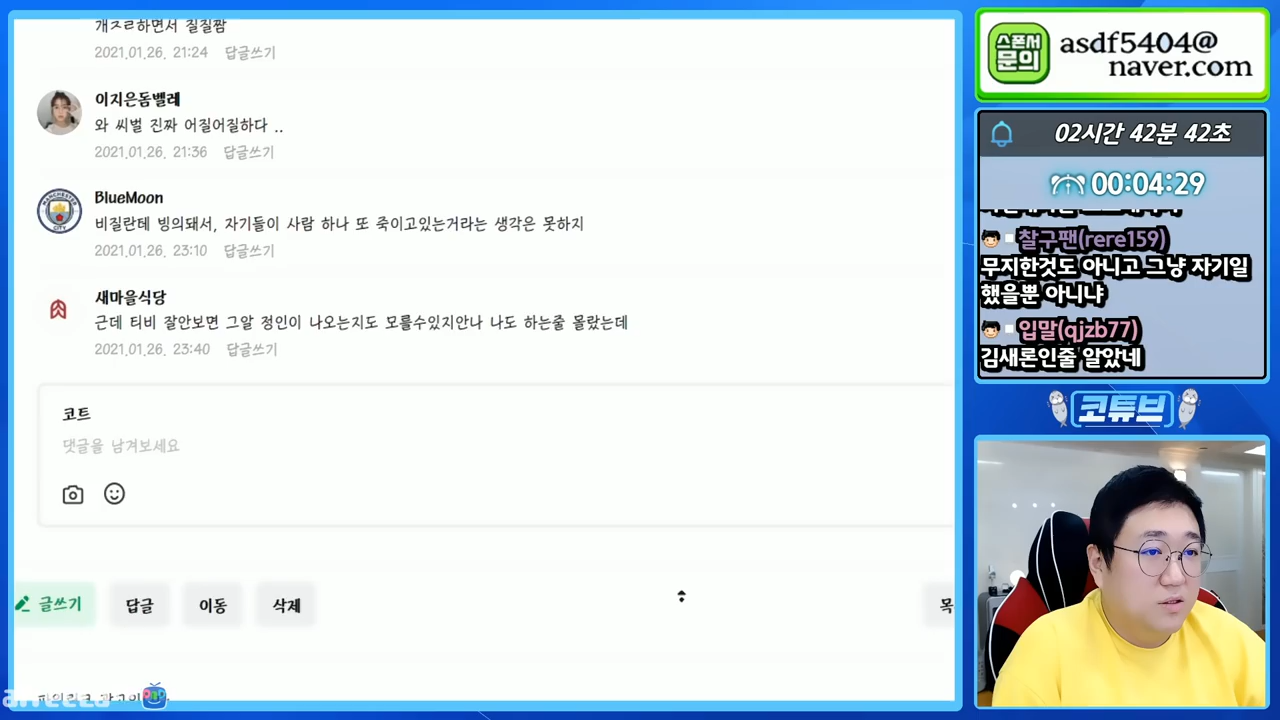 개ㅈㄹ하면서 질질짬
2021.01.26. 21:24 답글쓰기
이지은돔벨레
와 씨벌 진짜 어질어질하다 ..
2021.01.26. 21:36 답글쓰기
BlueMoon
비질란테 빙의돼서, 자기들이 사람 하나 또 죽이고있는거라는 생각은 못하지
2021.01.26. 23:10 답글쓰기
새마을식당
근데 티비 잘안보면 그알 정인이 나오는지도 모를수있지안나 나도 하는줄 몰랐는데
2021.01.26. 23:40 답글쓰기
코트
댓글을 남겨보세요
글쓰기 답글 이동 삭제
스폰서
문의
asdf5404@
naver.com
02시간 42분 42초
00:04:29
찰구팬(rere159)
무지한것도 아니고 그냥 자기일
했을뿐 아니냐
입말(qjzb77)
김새론인줄 알았네
코튜브